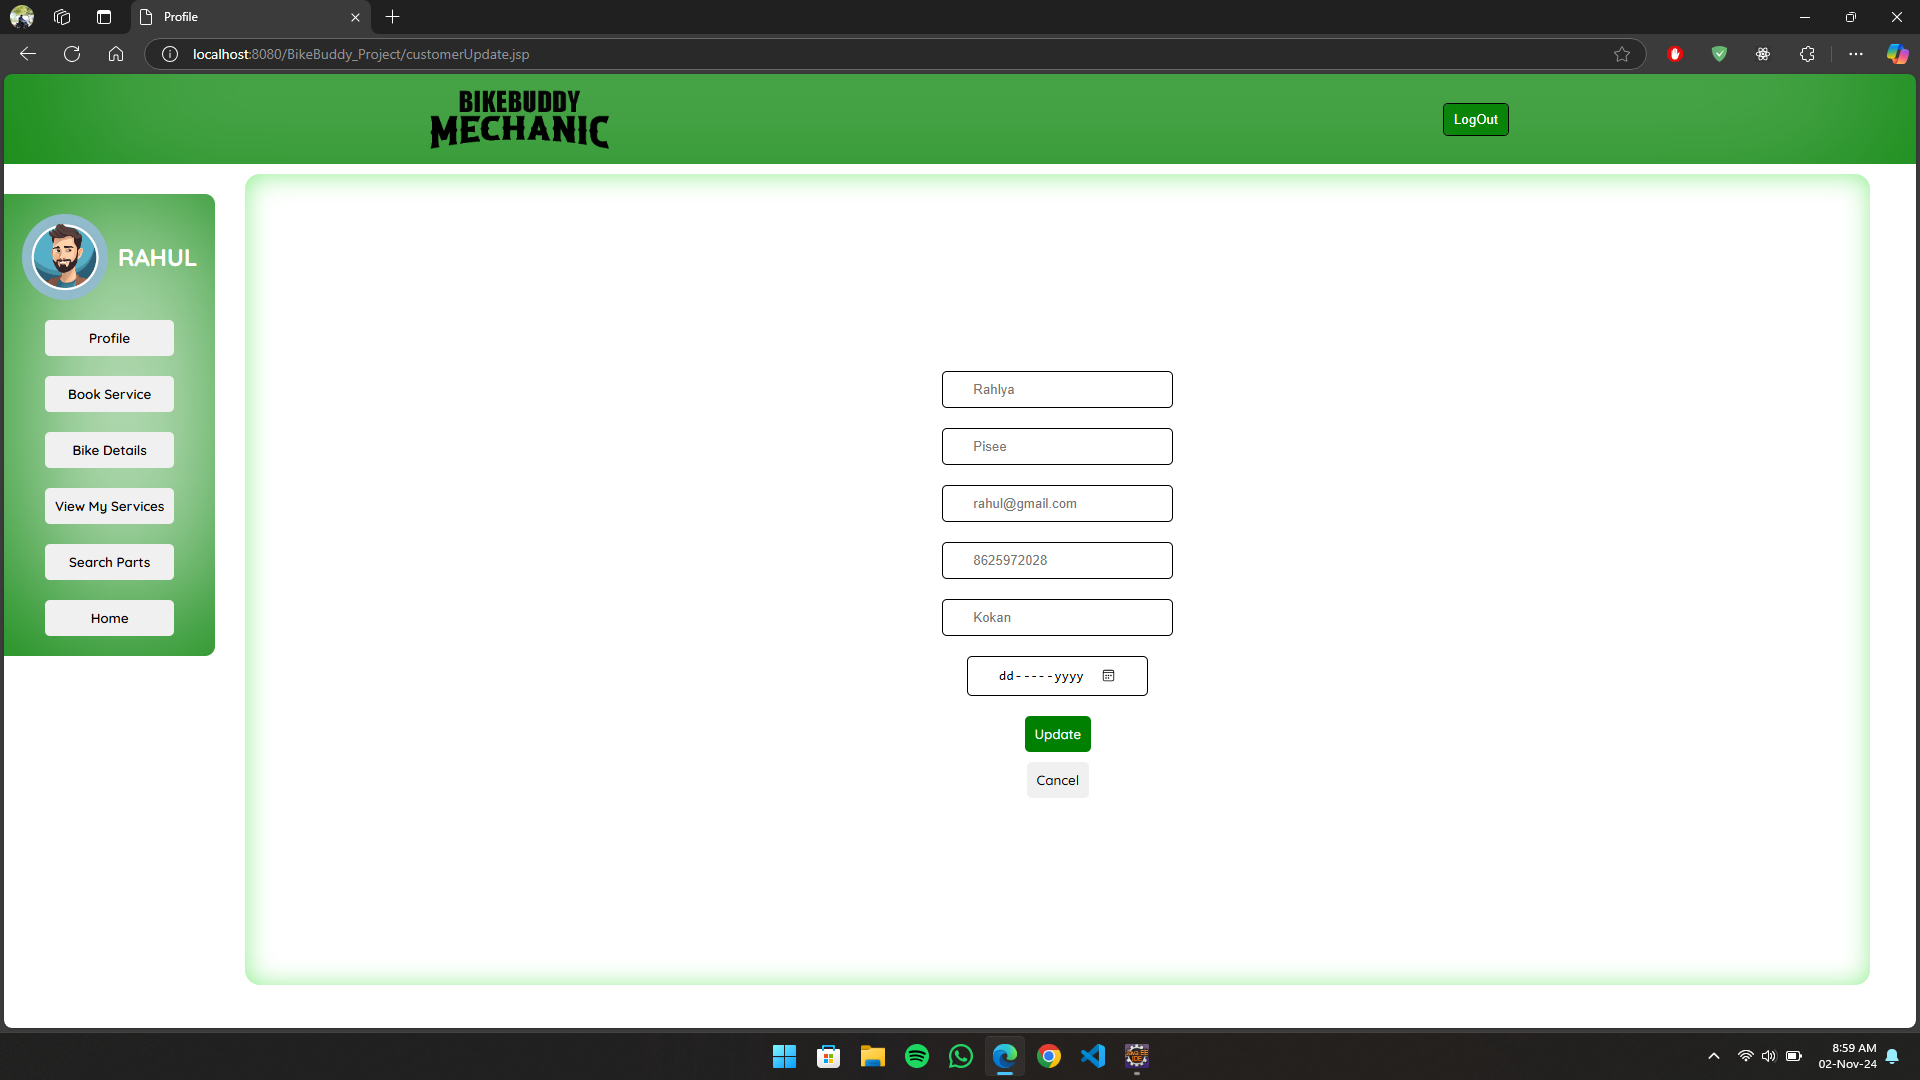 Profile
localhost:8080/BikeBuddy_Project/customerUpdate.jsp
BIKEBUDDY
MECHANIC
LogOut
RAHUL
Profile
Book Service
Bike Details
View My Services
Search Parts
Home
Rahlya
Pisee
rahul@gmail.com
8625972028
Kokan
dd-----yyyy
Update
Cancel
8:59 AM
02-Nov-24